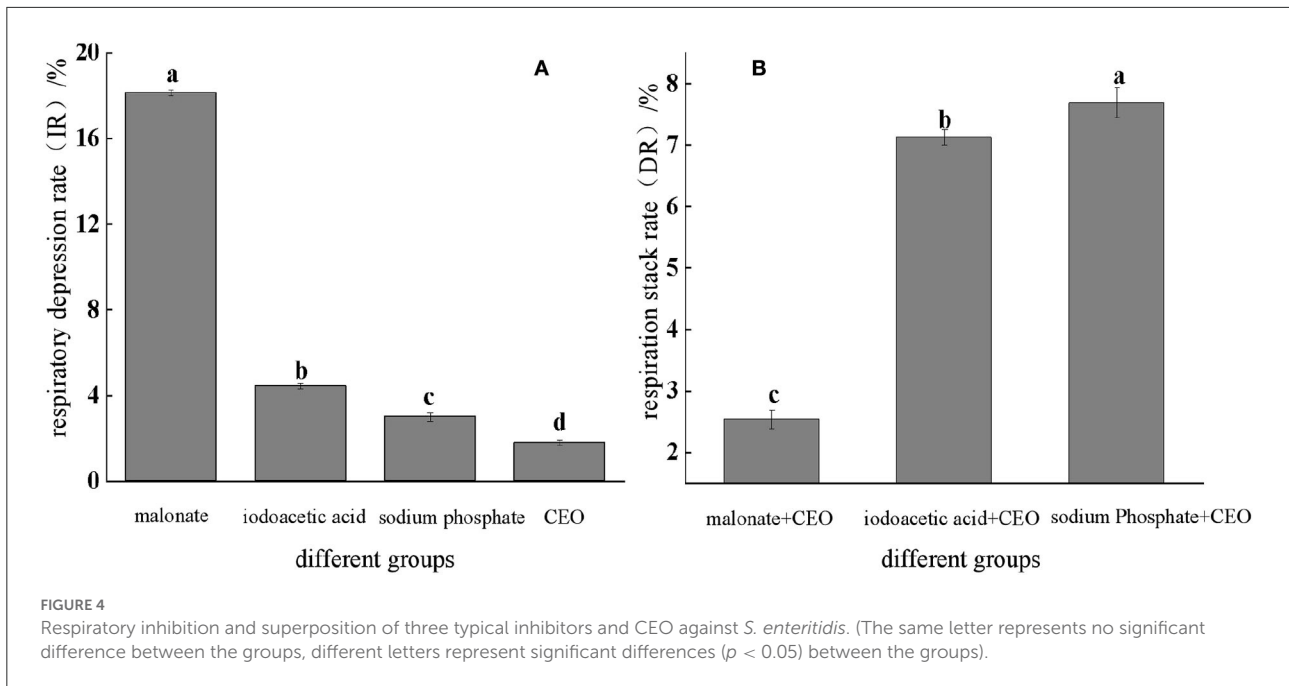 A
respiratory depression rate（IR）/%
20
16
12
8
4
0
a
b
c
d
malonate iodoacetic acid sodium phosphate CEO
different groups
B
respiration stack rate（DR）/%
8
7
6
5
4
3
2
c
b
a
malonate+CEO iodoacetic acid+CEO sodium Phosphate+CEO
different groups
FIGURE 4
Respiratory inhibition and superposition of three typical inhibitors and CEO against S. enteritidis. (The same letter represents no significant
difference between the groups, different letters represent significant differences (p < 0.05) between the groups).